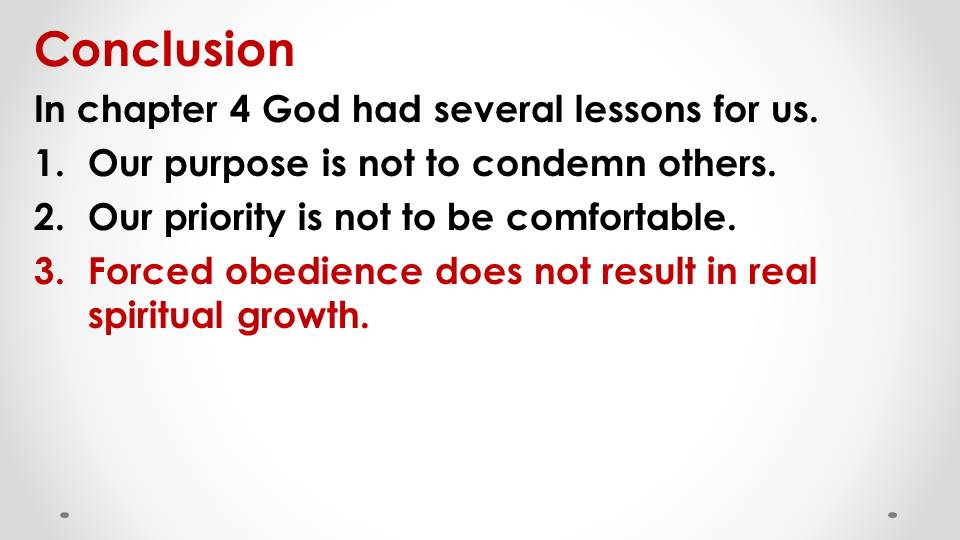 Conclusion
In chapter 4 God had several lessons for us.
1. Our purpose is not to condemn others.
2. Our priority is not to be comfortable.
3. Forced obedience does not result in real
spiritual growth.